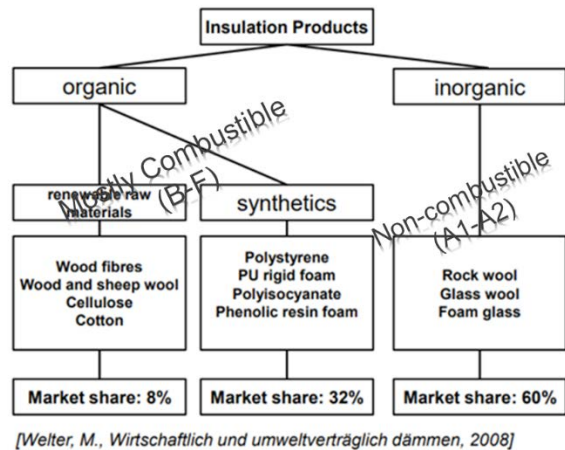 Insulation Products
organic
inorganic
Mostly Combustible
(B-F)
Non-combustible
(A1-A2)
renewable raw
materials
synthetics
Wood fibres
Wood and sheep wool
Cellulose
Cotton
Polystyrene
PU rigid foam
Polyisocyanate
Phenolic resin foam
Rock wool
Glass wool
Foam glass
Market share: 8%
Market share: 32%
Market share: 60%
[Welter, M., Wirtschaftlich und umweltverträglich dämmen, 2008]